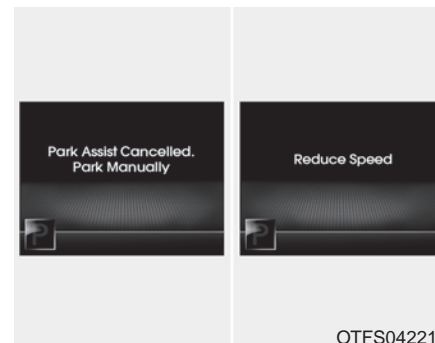 Park Assist Cancelled.
Park Manually
Reduce Speed
P
P
OTFS04221